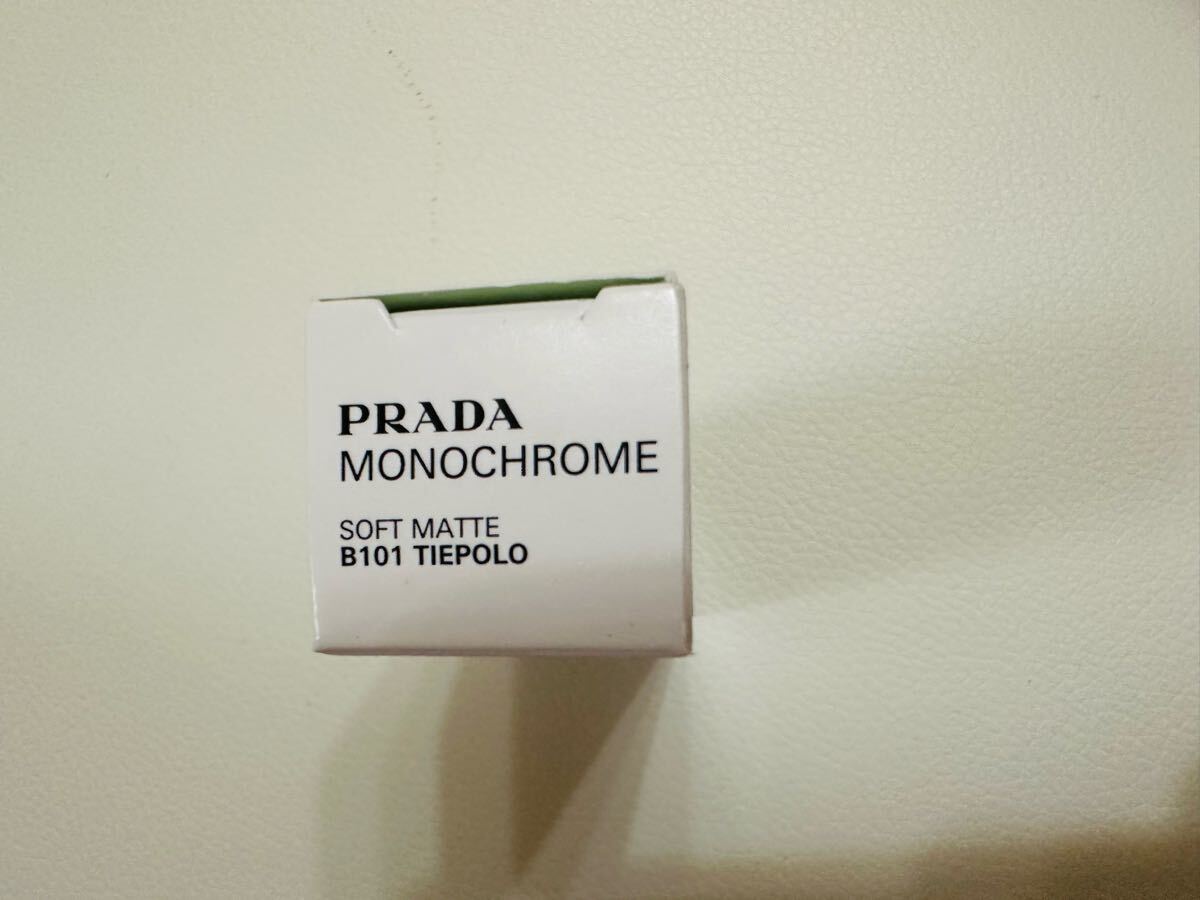 PRADA
MONOCHROME
SOFT MATTE
B101 TIEPOLO